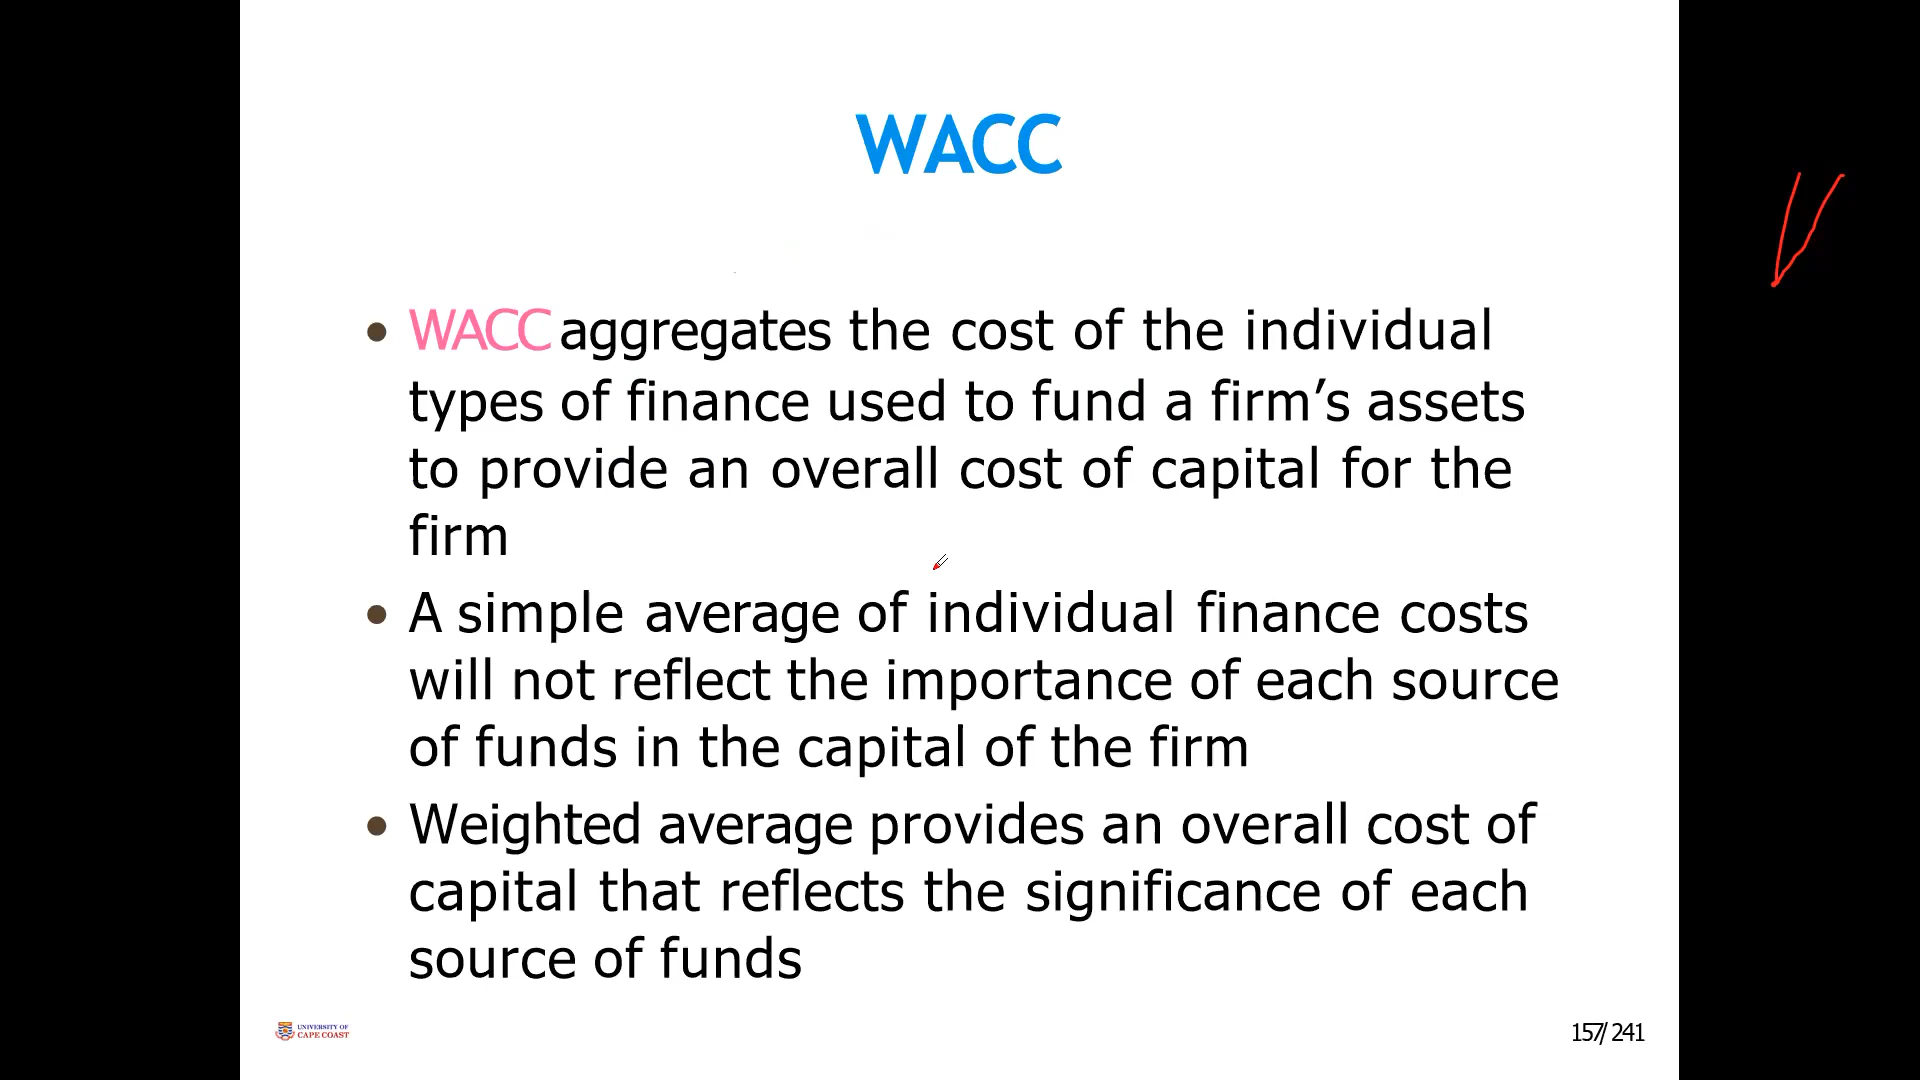 WACC
• WACC aggregates the cost of the individual
types of finance used to fund a firm’s assets
to provide an overall cost of capital for the
firm
• A simple average of individual finance costs
will not reflect the importance of each source
of funds in the capital of the firm
• Weighted average provides an overall cost of
capital that reflects the significance of each
source of funds
UNIVERSITY OF
CAPE COAST
157/ 241